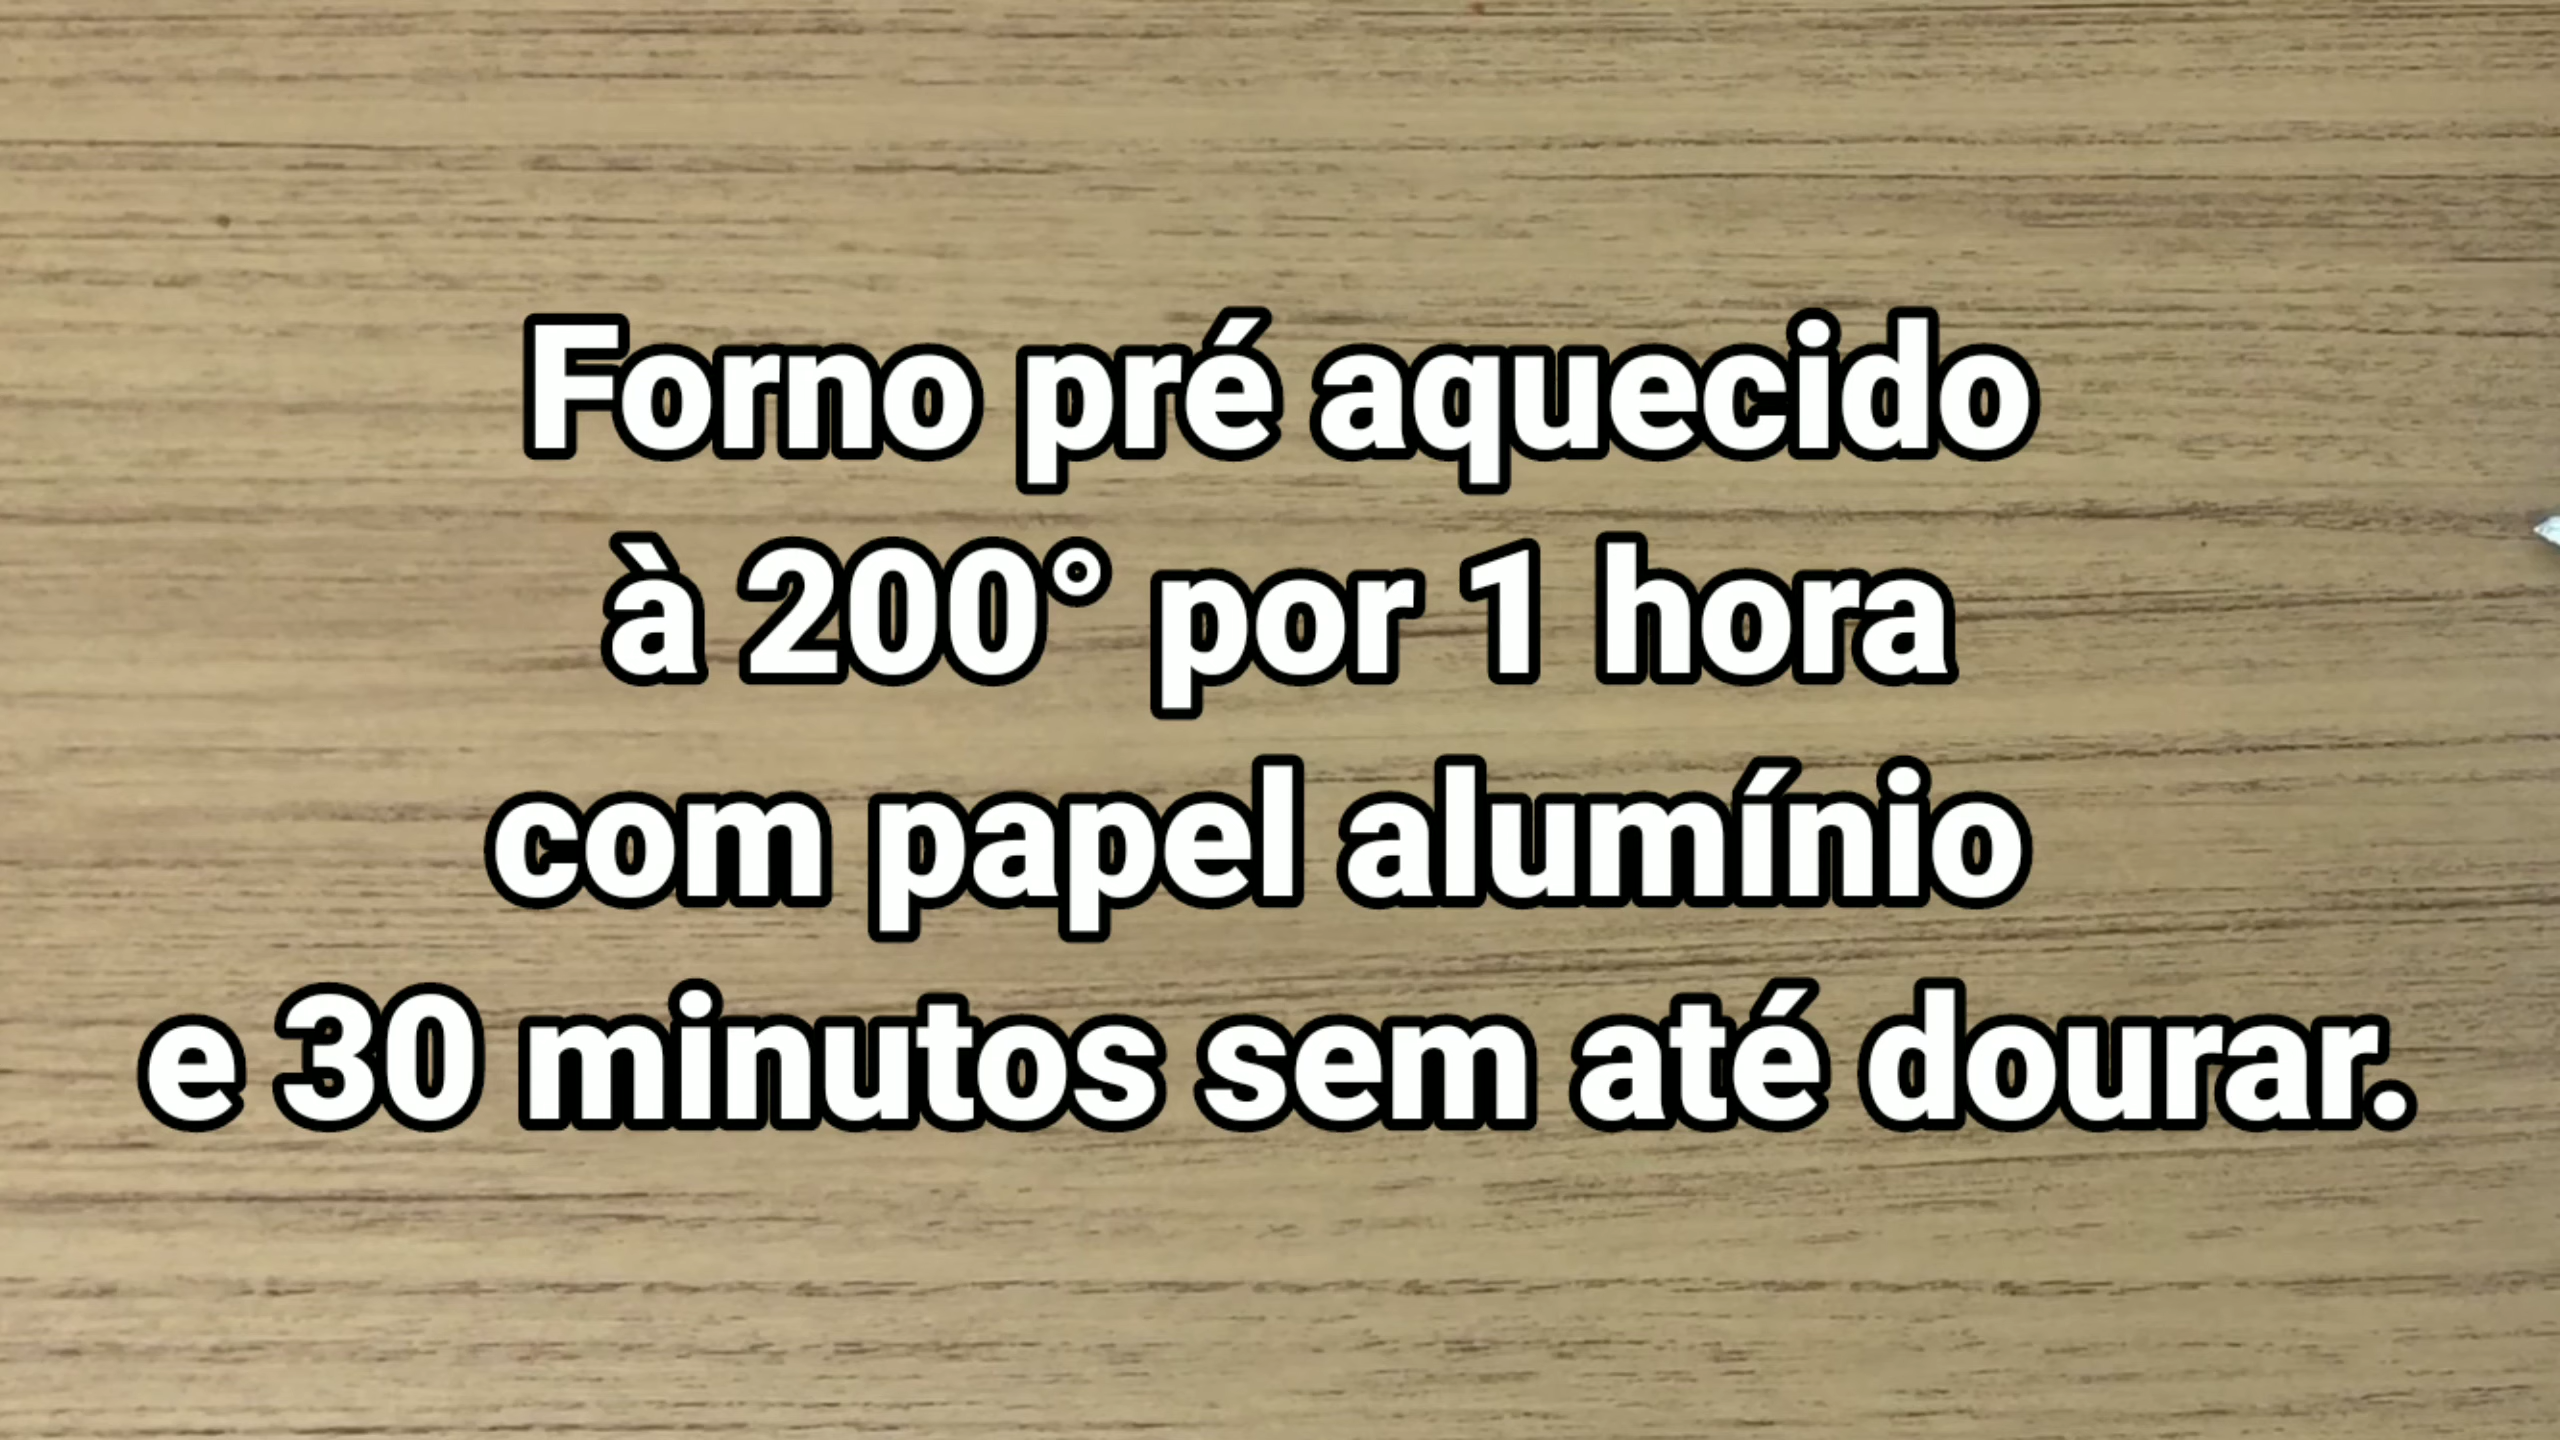 Forno pré aquecido
à 200° por 1 hora
com papel alumínio
e 30 minutos sem até dourar.